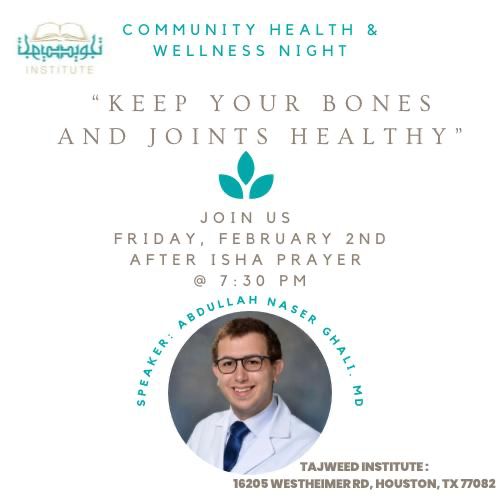 INSTITUTE
COMMUNITY HEALTH &
WELLNESS NIGHT
“KEEP YOUR BONES
AND JOINTS HEALTHY”
JOIN US
FRIDAY, FEBRUARY 2ND
AFTER ISHA PRAYER
@ 7:30 PM
SPEAKER: ABDULLAH NASER GHALI. MD
TAJWEED INSTITUTE :
16205 WESTHEIMER RD, HOUSTON, TX 77082